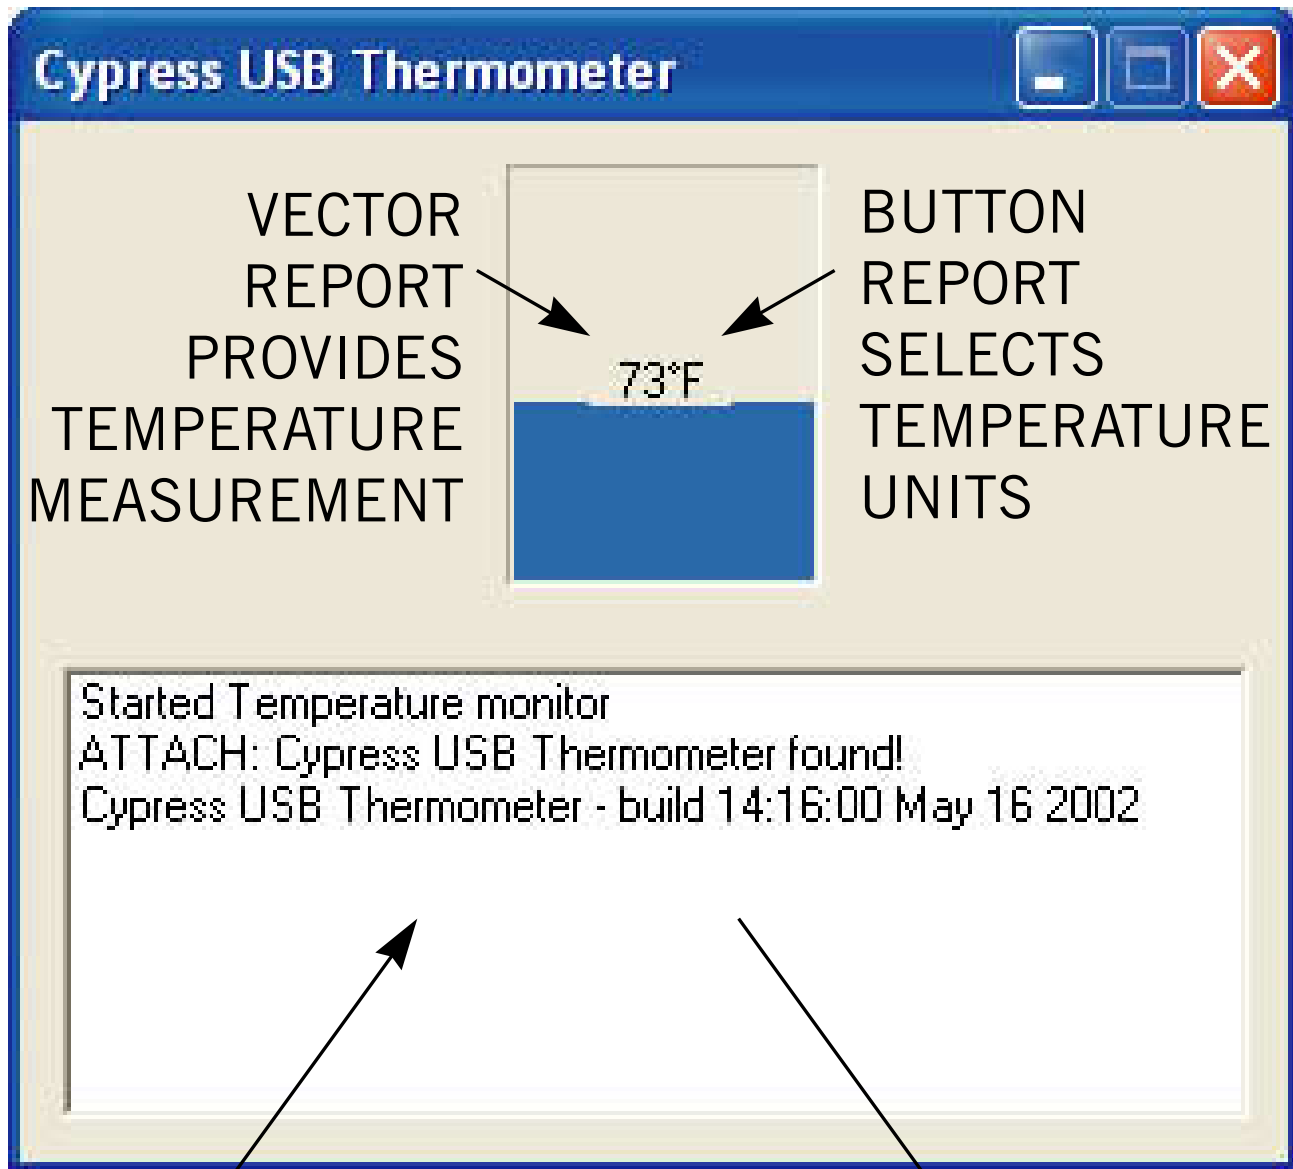 Cypress USB Thermometer
VECTOR
REPORT
PROVIDES
TEMPERATURE
MEASUREMENT
73°F
BUTTON
REPORT
SELECTS
TEMPERATURE
UNITS
Started Temperature monitor
ATTACH: Cypress USB Thermometer found!
Cypress USB Thermometer - build 14:16:00 May 16 2002